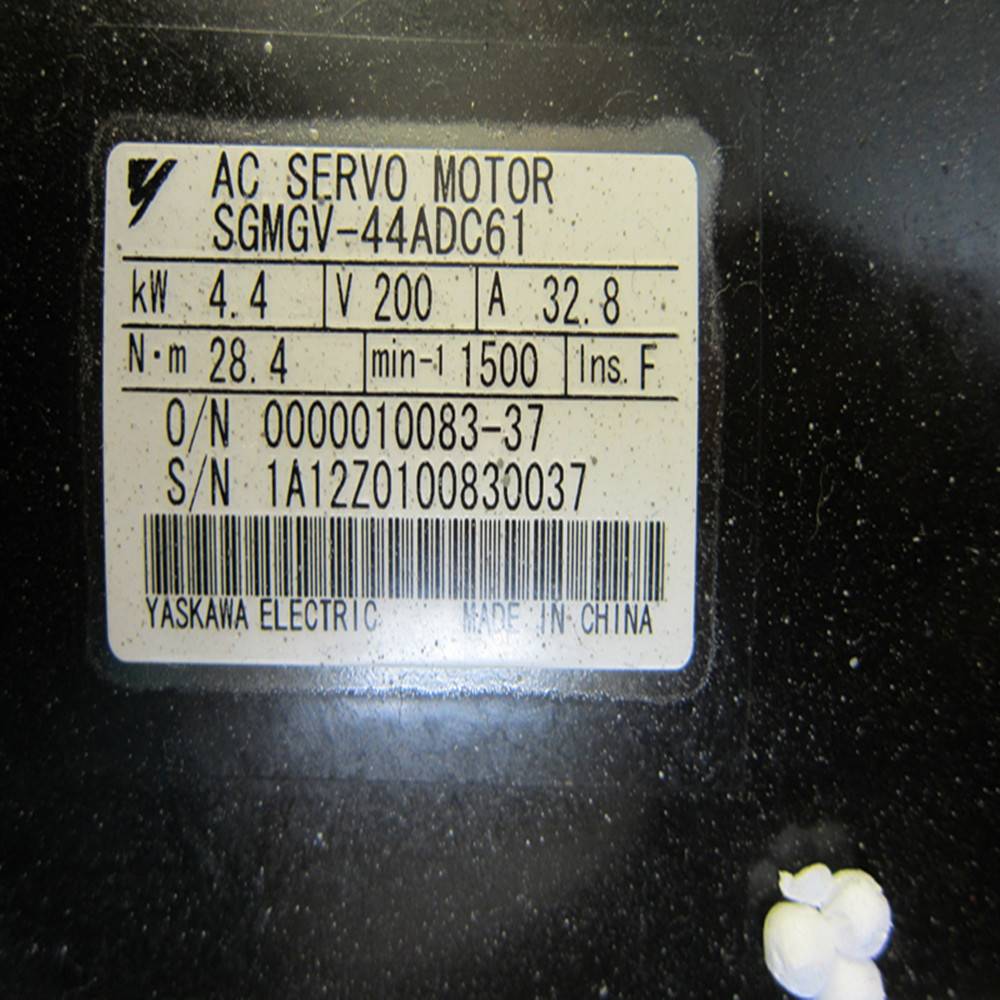 AC SERVO MOTOR
SGMGV-44ADC61
kW 4.4 V 200 A 32.8
N·m 28.4 min-1 1500 Ins. F
O/N 0000010083-37
S/N 1A12Z0100830037
YASKAWA ELECTRIC MADE IN CHINA